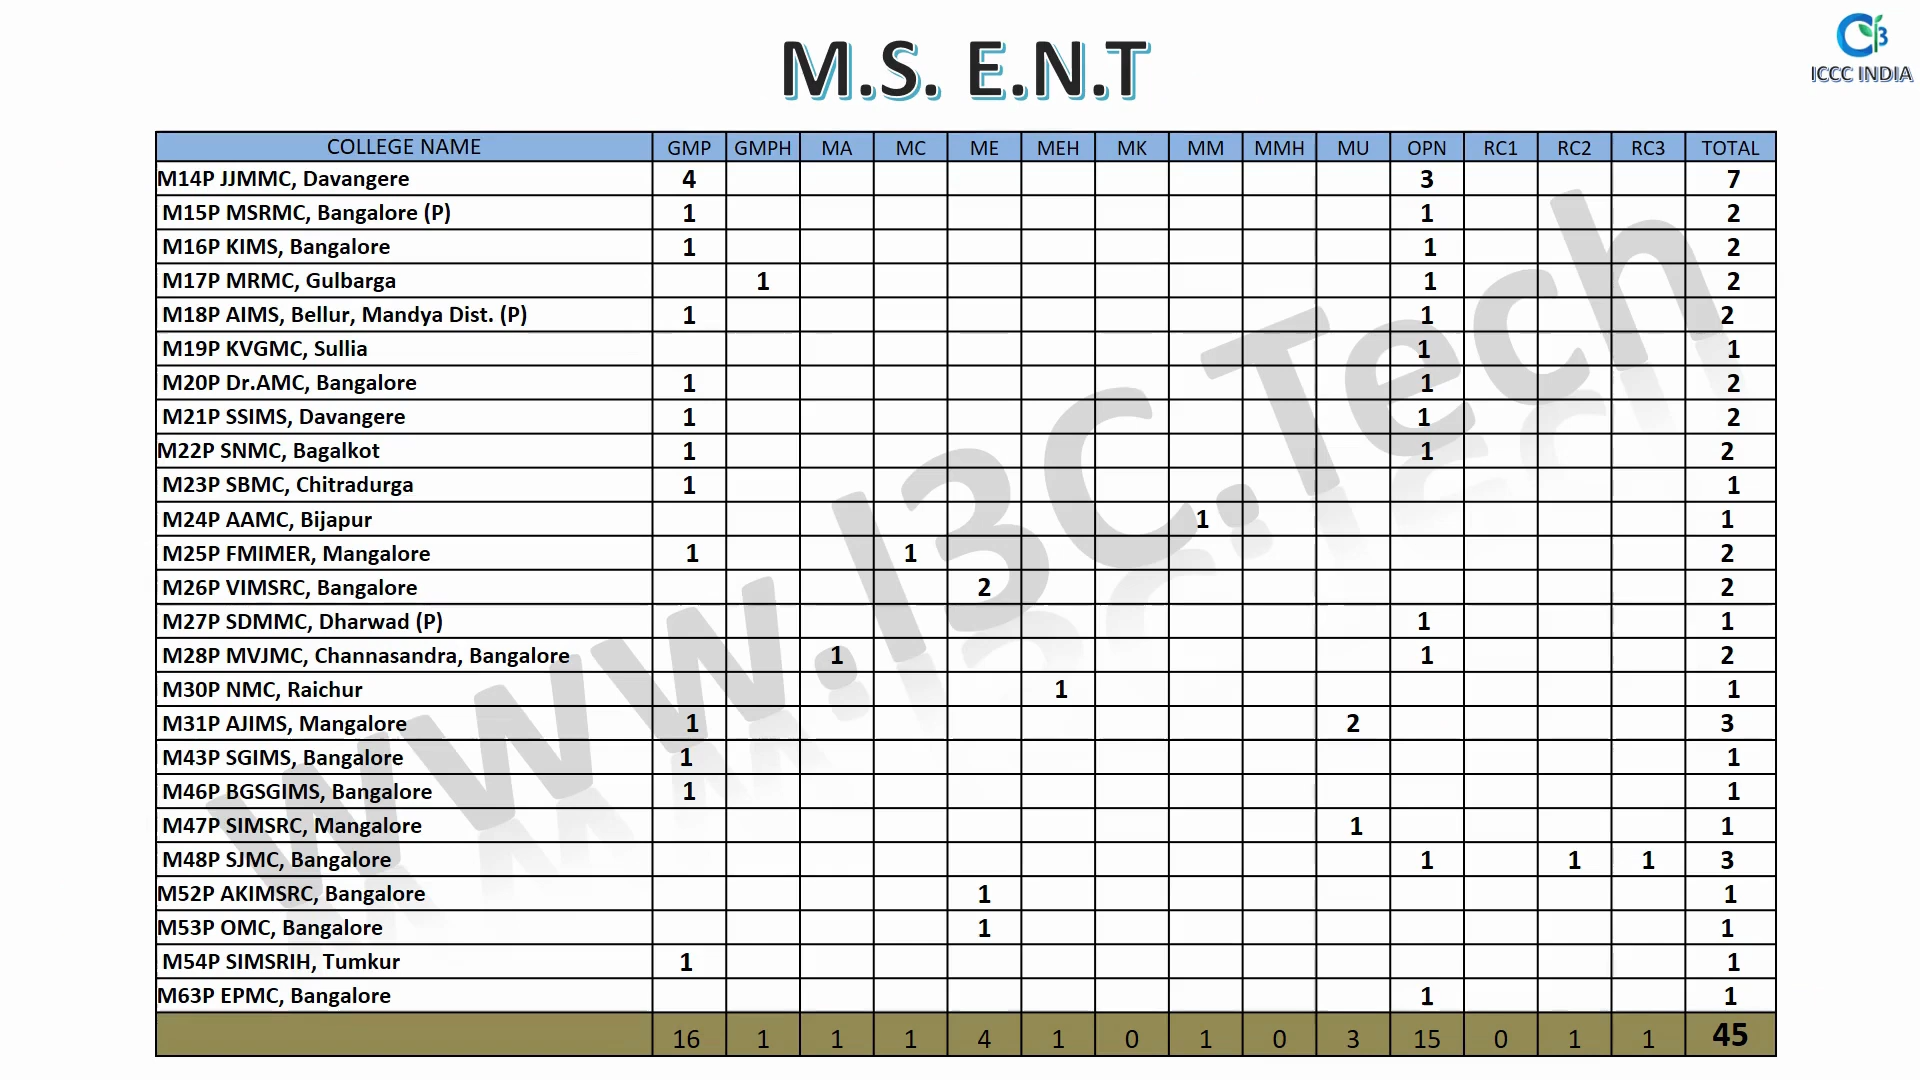 M.S. E.N.T
ICCC INDIA
COLLEGE NAME GMP GMPH MA MC ME MEH MK MM MMH MU OPN RC1 RC2 RC3 TOTAL
M14P JJMMC, Davangere 4 3 7
M15P MSRMC, Bangalore (P) 1 1 2
M16P KIMS, Bangalore 1 1 2
M17P MRMC, Gulbarga 1 1 2
M18P AIMS, Bellur, Mandya Dist. (P) 1 1 2
M19P KVGMC, Sullia 1 1
M20P Dr.AMC, Bangalore 1 1 2
M21P SSIMS, Davangere 1 1 2
M22P SNMC, Bagalkot 1 1 2
M23P SBMC, Chitradurga 1 1
M24P AAMC, Bijapur 1 1
M25P FMIMER, Mangalore 1 1 2
M26P VIMSRC, Bangalore 2 2
M27P SDMMC, Dharwad (P) 1 1
M28P MVJMC, Channasandra, Bangalore 1 1 2
M30P NMC, Raichur 1 1
M31P AJIMS, Mangalore 1 2 3
M43P SGIMS, Bangalore 1 1
M46P BGSGIMS, Bangalore 1 1
M47P SIMSRC, Mangalore 1 1
M48P SJMC, Bangalore 1 1 1 3
M52P AKIMSRC, Bangalore 1 1
M53P OMC, Bangalore 1 1
M54P SIMSRIH, Tumkur 1 1
M63P EPMC, Bangalore 1 1
16 1 1 1 4 1 0 1 0 3 15 0 1 1 45
www.I3C.Tech